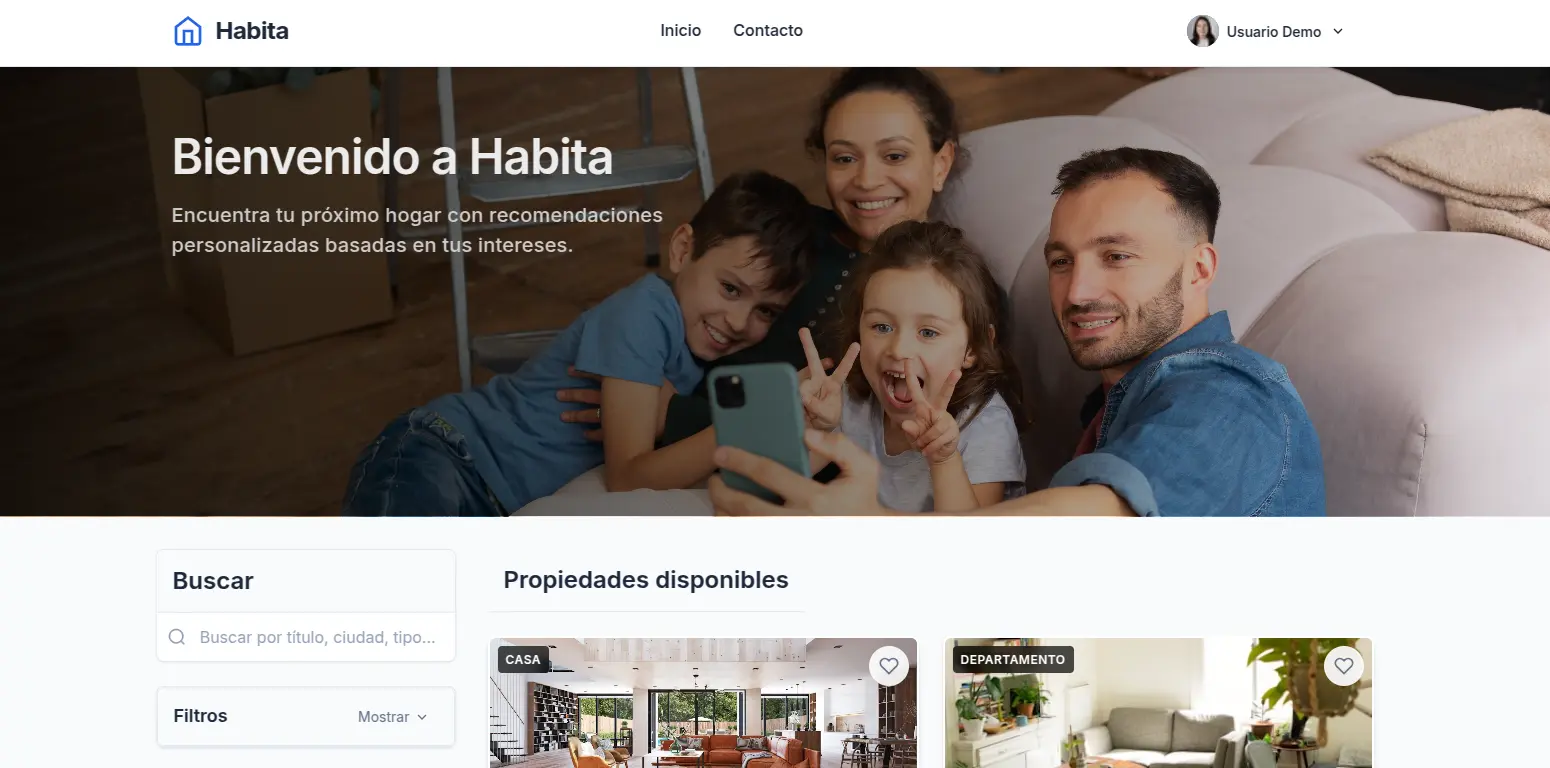 Habita
Inicio
Contacto
Usuario Demo
Bienvenido a Habita
Encuentra tu próximo hogar con recomendaciones
personalizadas basadas en tus intereses.
Buscar
Buscar por título, ciudad, tipo...
Filtros
Mostrar
Propiedades disponibles
CASA
DEPARTAMENTO